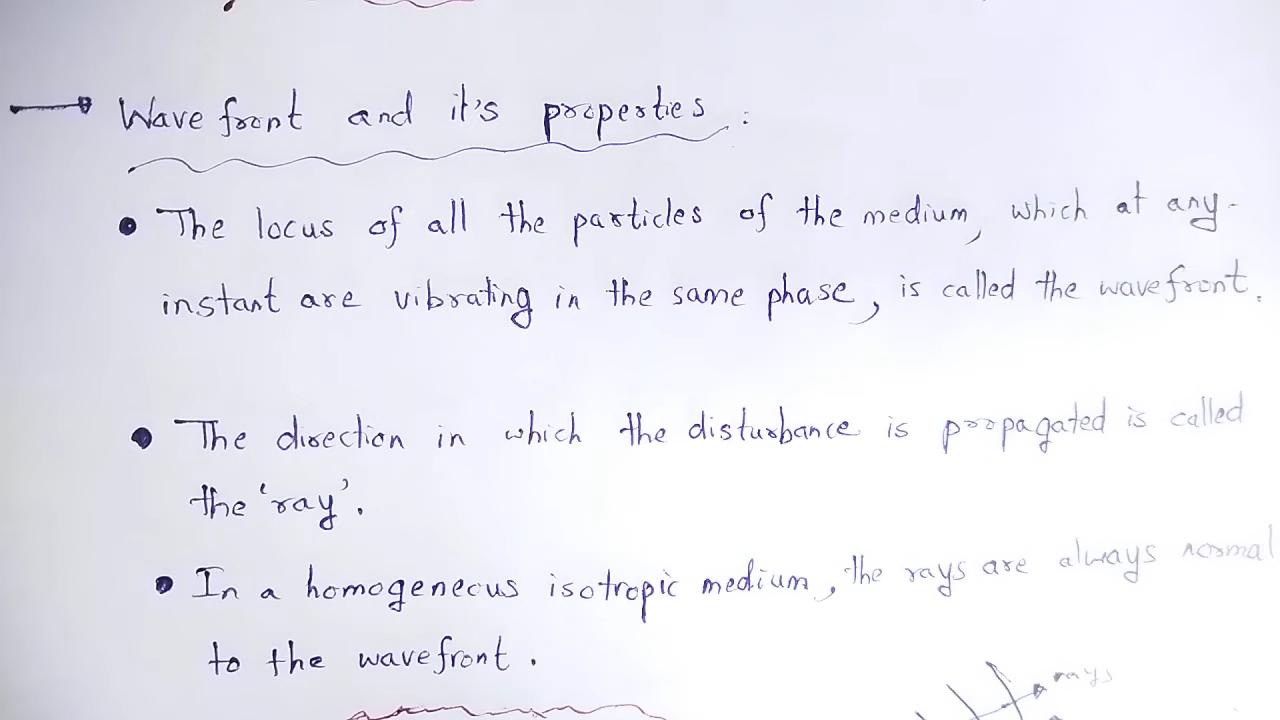 Wavefront and it's properties :
• The locus of all the particles of the medium, which at any-
instant are vibrating in the same phase, is called the wavefront.
• The direction in which the disturbance is propagated is called
the 'ray'.
• In a homogeneous isotropic medium, the rays are always normal
to the wavefront.
rays